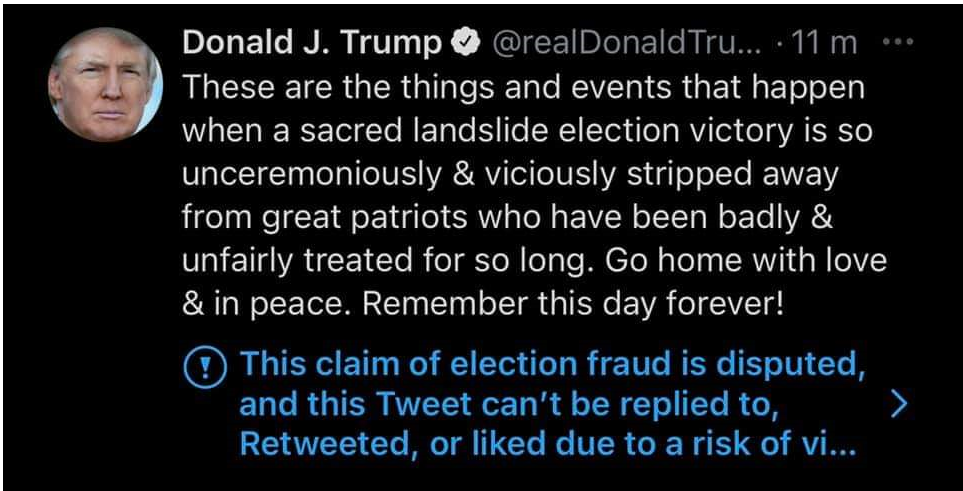 Donald J. Trump @realDonaldTru... · 11 m ...
These are the things and events that happen
when a sacred landslide election victory is so
unceremoniously & viciously stripped away
from great patriots who have been badly &
unfairly treated for so long. Go home with love
& in peace. Remember this day forever!
This claim of election fraud is disputed,
and this Tweet can’t be replied to,
Retweeted, or liked due to a risk of vi...